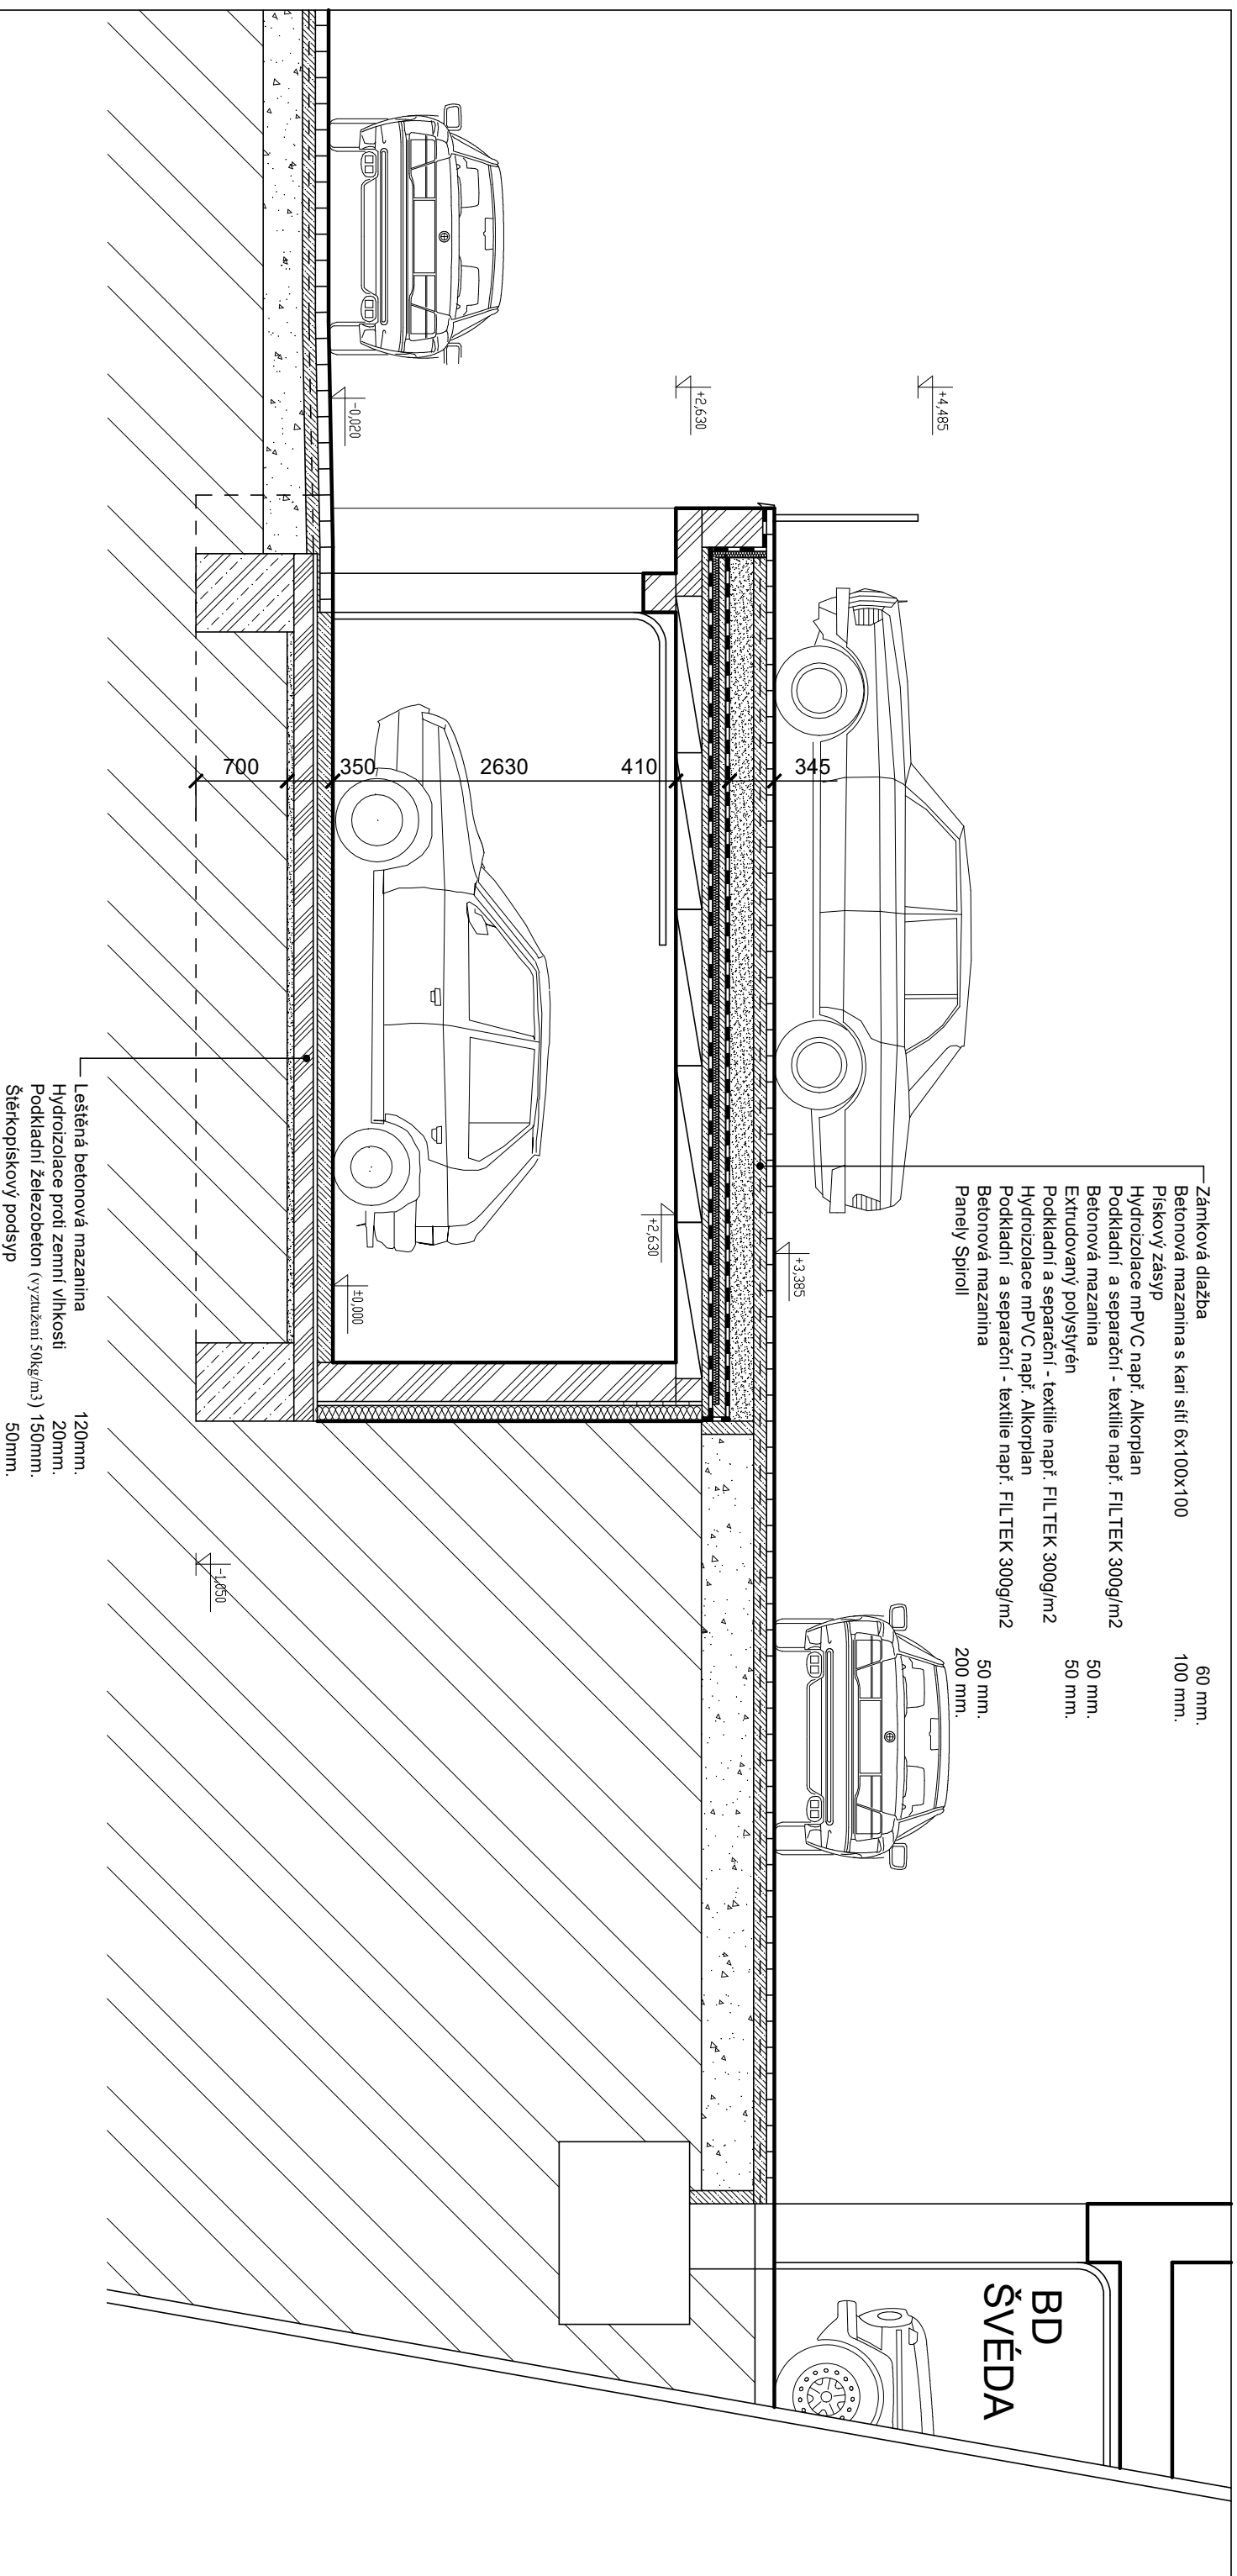 Zámková dlažba 60 mm.
Betonová mazanina s kari sítí 6x100x100 100 mm.
Pískový zásyp
Hydroizolace mPVC např. Alkorplan
Podkladní a separační - textilie např. FILTEK 300g/m2
Betonová mazanina 50 mm.
Extrudovaný polystyrén 50 mm.
Podkladní a separační - textilie např. FILTEK 300g/m2
Hydroizolace mPVC např. Alkorplan
Podkladní a separační - textilie např. FILTEK 300g/m2
Betonová mazanina 50 mm.
Panely Spiroll 200 mm.
BD
ŠVÉDA
+4,485
+3,385
+2,630
+2,630
-0,020
±0,000
-1,050
345
410
2630
350
700
Leštěná betonová mazanina 120mm.
Hydroizolace proti zemní vlhkosti 20mm.
Podkladní železobeton (vyztužení 50kg/m3) 150mm.
Štěrkopískový podsyp 50mm.